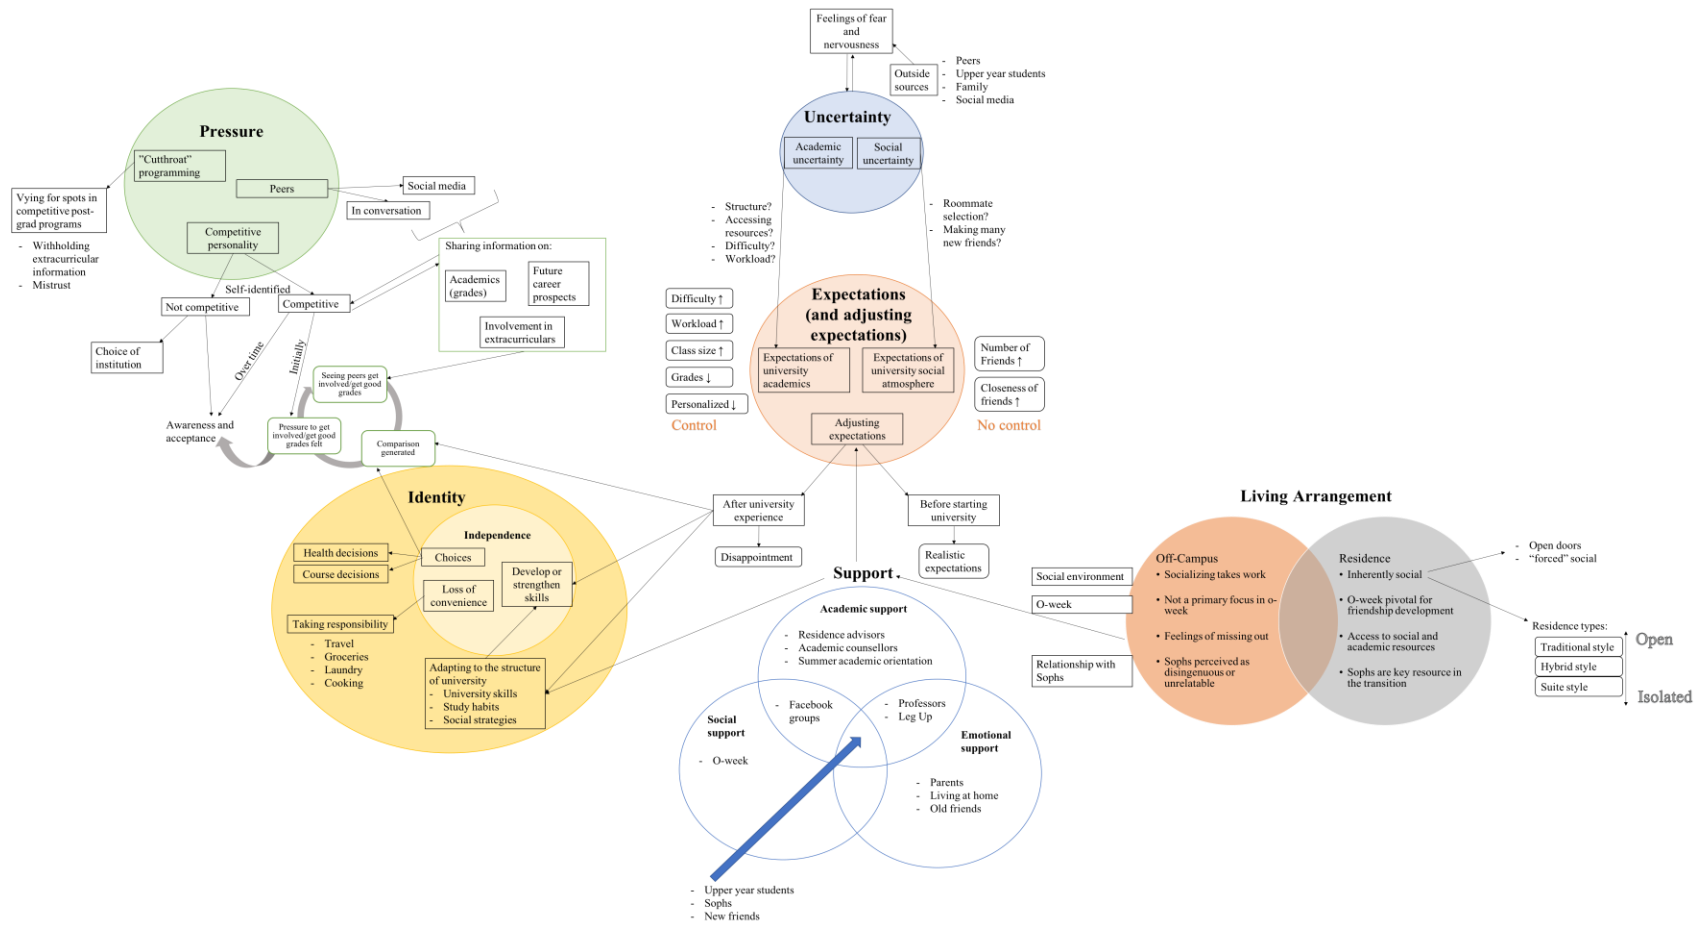 Feelings of fear
and
nervousness
Outside
sources
- Peers
- Upper year students
- Family
- Social media
Uncertainty
Academic
uncertainty
Social
uncertainty
- Structure?
- Accessing
resources?
- Difficulty?
- Workload?
- Roommate
selection?
- Making many
new friends?
Pressure
”Cutthroat”
programming
Peers
Competitive
personality
Vying for spots in
competitive post-
grad programs
- Withholding
extracurricular
information
- Mistrust
Social media
In conversation
Sharing information on:
Academics
(grades)
Future
career
prospects
Involvement in
extracurriculars
Self-identified
Not competitive
Competitive
Choice of
institution
Over time
Initially
Awareness and
acceptance
Seeing peers get
involved/get good
grades
Pressure to get
involved/get good
grades felt
Comparison
generated
Expectations
(and adjusting
expectations)
Expectations of
university
academics
Expectations of
university social
atmosphere
Adjusting
expectations
Difficulty ↑
Workload ↑
Class size ↑
Grades ↓
Personalized ↓
Control
Number of
Friends ↑
Closeness of
friends ↑
No control
After university
experience
Disappointment
Before starting
university
Realistic
expectations
Identity
Independence
Choices
Health decisions
Course decisions
Loss of
convenience
Develop or
strengthen
skills
Taking responsibility
- Travel
- Groceries
- Laundry
- Cooking
Adapting to the structure
of university
- University skills
- Study habits
- Social strategies
Support
Academic support
- Residence advisors
- Academic counsellors
- Summer academic orientation
- Facebook
groups
- Professors
- Leg Up
Social
support
- O-week
Emotional
support
- Parents
- Living at home
- Old friends
- Upper year students
- Sophs
- New friends
Living Arrangement
Social environment
O-week
Relationship with
Sophs
Off-Campus
• Socializing takes work
• Not a primary focus in o-
week
• Feelings of missing out
• Sophs perceived as
disingenuous or
unrelatable
Residence
• Inherently social
• O-week pivotal for
friendship development
• Access to social and
academic resources
• Sophs are key resource in
the transition
- Open doors
- “forced” social
Residence types:
Traditional style
Hybrid style
Suite style
Open
Isolated